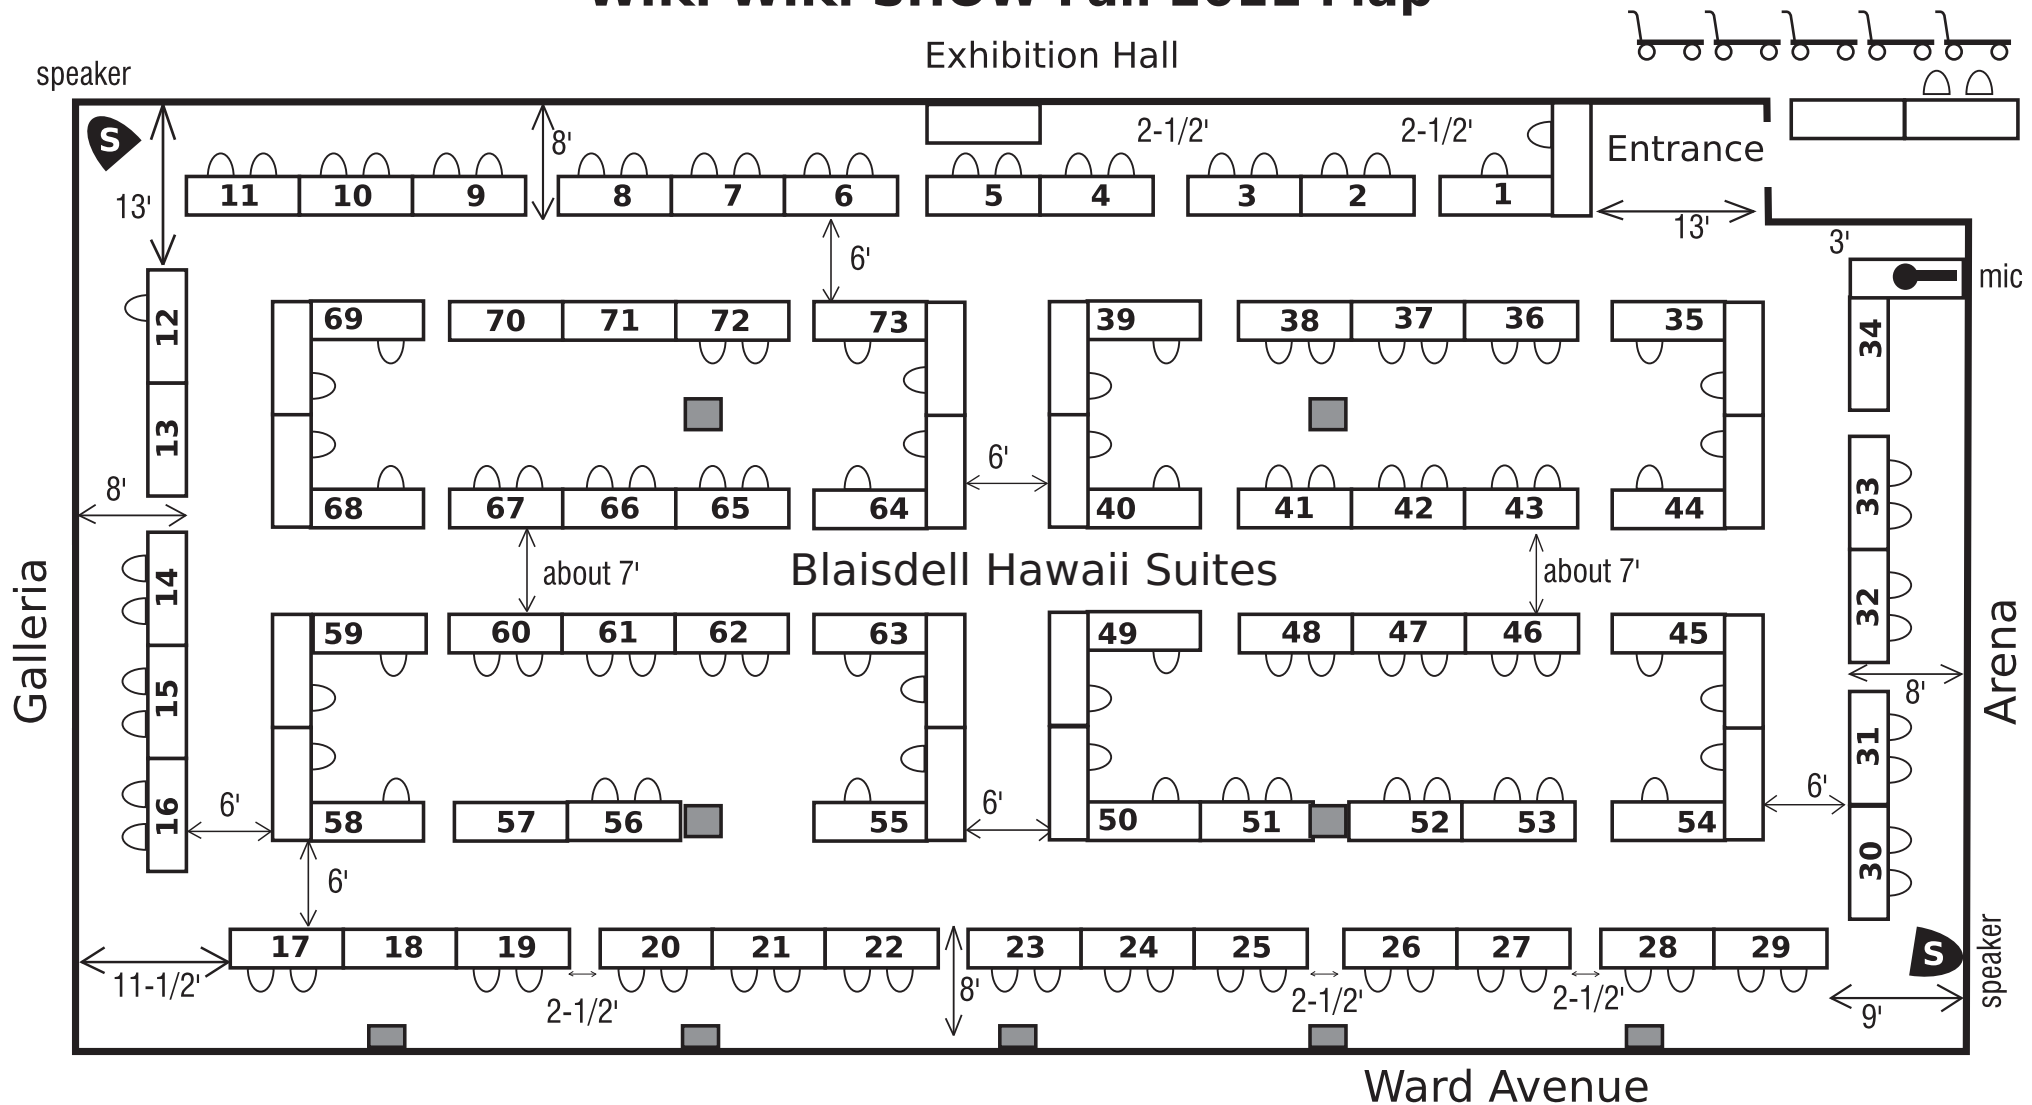 Wiki Wiki SHOW Fall 2021 Map
Exhibition Hall
speaker
S
8'
2-1/2'
2-1/2'
Entrance
13'
11 10 9 8 7 6 5 4 3 2 1
13'
6'
3'
mic
12
69 70 71 72 73 39 38 37 36 35
34
13
6'
8'
68 67 66 65 64 40 41 42 43 44
33
Galleria
14
about 7'
Blaisdell Hawaii Suites
about 7'
32
Arena
59 60 61 62 63 49 48 47 46 45
15
8'
31
16
6'
6'
6'
58 57 56 55 50 51 52 53 54
30
6'
17 18 19 20 21 22 23 24 25 26 27 28 29
S
speaker
11-1/2'
2-1/2'
8'
2-1/2'
2-1/2'
9'
Ward Avenue